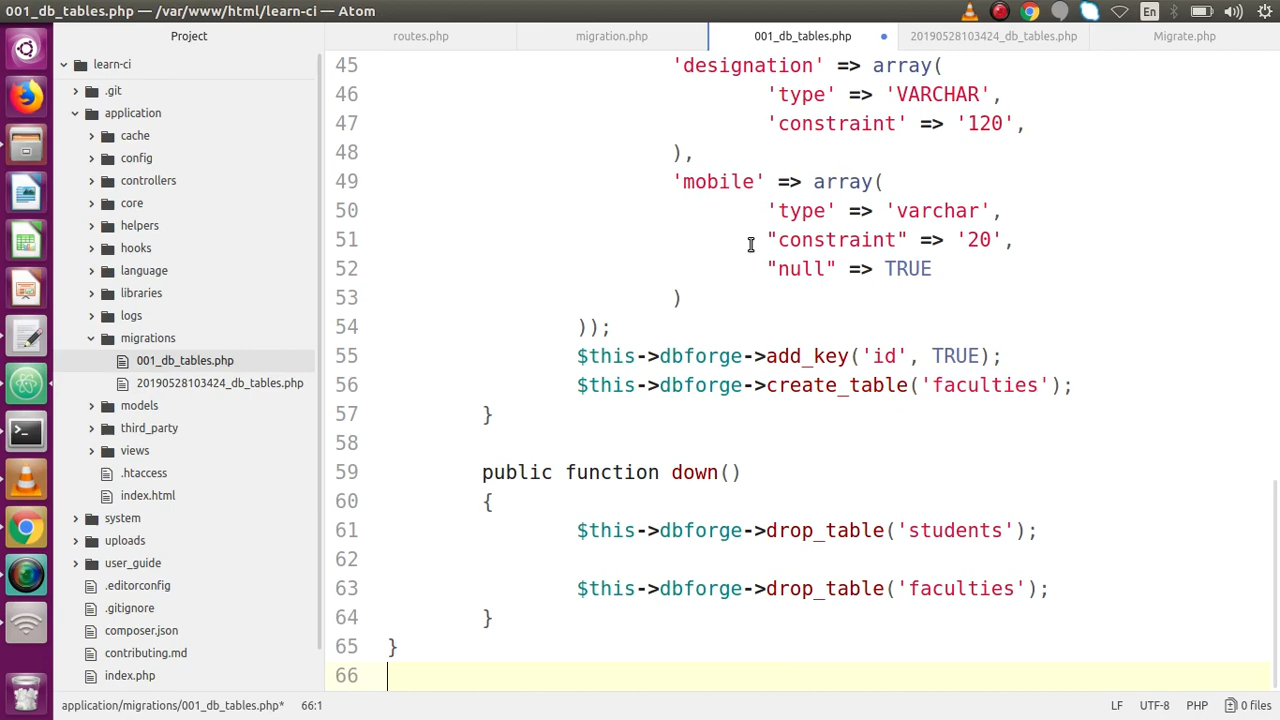 001_db_tables.php — /var/www/html/learn-ci — Atom
En
Project
learn-ci
.git
application
cache
config
controllers
core
helpers
hooks
language
libraries
logs
migrations
001_db_tables.php
20190528103424_db_tables.php
models
third_party
views
.htaccess
index.html
system
uploads
user_guide
.editorconfig
.gitignore
composer.json
contributing.md
index.php
routes.php
migration.php
001_db_tables.php
20190528103424_db_tables.php
Migrate.php
45 'designation' => array(
46 'type' => 'VARCHAR',
47 'constraint' => '120',
48 ),
49 'mobile' => array(
50 'type' => 'varchar',
51 "constraint" => '20',
52 "null" => TRUE
53 )
54 ));
55 $this->dbforge->add_key('id', TRUE);
56 $this->dbforge->create_table('faculties');
57 }
58
59 public function down()
60 {
61 $this->dbforge->drop_table('students');
62
63 $this->dbforge->drop_table('faculties');
64 }
65 }
66
application/migrations/001_db_tables.php* 66:1
LF UTF-8 PHP 0 files